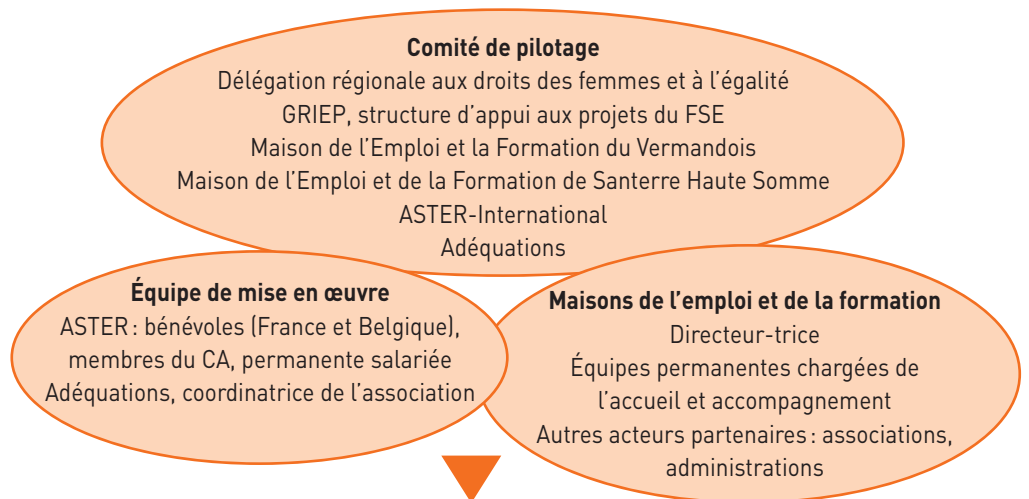 Comité de pilotage
Délégation régionale aux droits des femmes et à l'égalité
GRIEP, structure d'appui aux projets du FSE
Maison de l'Emploi et la Formation du Vermandois
Maison de l'Emploi et de la Formation de Santerre Haute Somme
ASTER-International
Adéquations
Équipe de mise en œuvre
ASTER : bénévoles (France et Belgique),
membres du CA, permanente salariée
Adéquations, coordinatrice de l'association
Maisons de l'emploi et de la formation
Directeur-trice
Équipes permanentes chargées de
l'accueil et accompagnement
Autres acteurs partenaires : associations,
administrations